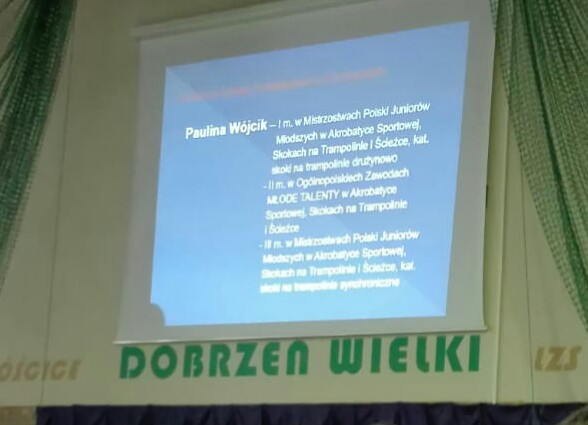 Paulina Wójcik – I m. w Mistrzostwach Polski Juniorów
Młodszych w Akrobatyce Sportowej,
Skokach na Trampolinie i Ścieżce, kat.
skoki na trampolinie drużynowo
- II m. w Ogólnopolskich Zawodach
MŁODE TALENTY w Akrobatyce
Sportowej, Skokach na Trampolinie
i Ścieżce
- III m. w Mistrzostwach Polski Juniorów
Młodszych w Akrobatyce Sportowej,
Skokach na Trampolinie i Ścieżce, kat.
skoki na trampolinie synchroniczne
DOBRZEŃ WIELKI
LZS